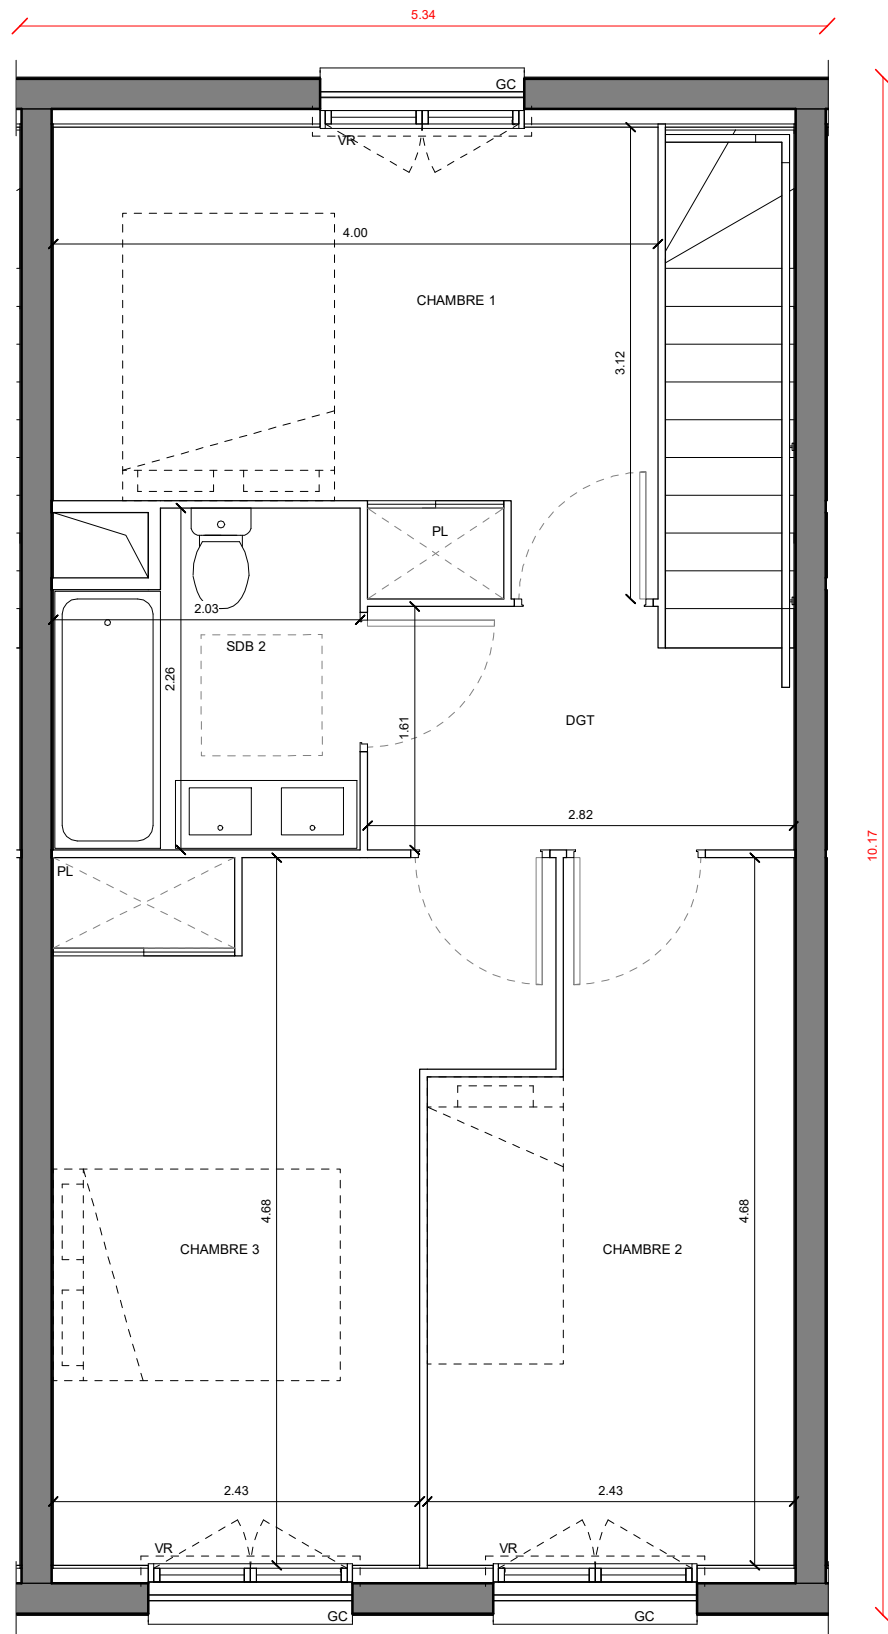 5.34
GC
VR
4.00
CHAMBRE 1
3.12
PL
2.03
SDB 2
2.26
1.61
DGT
2.82
10.17
PL
4.68
4.68
CHAMBRE 3
CHAMBRE 2
2.43
2.43
VR
VR
GC
GC